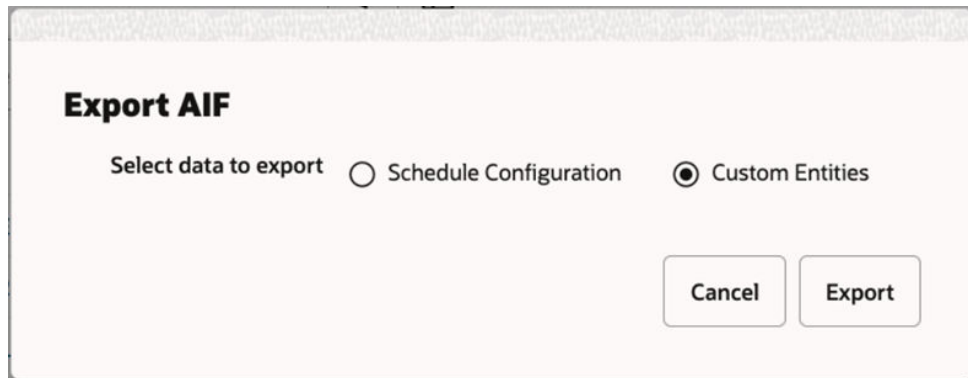 Export AIF
Select data to export Schedule Configuration Custom Entities
Cancel Export